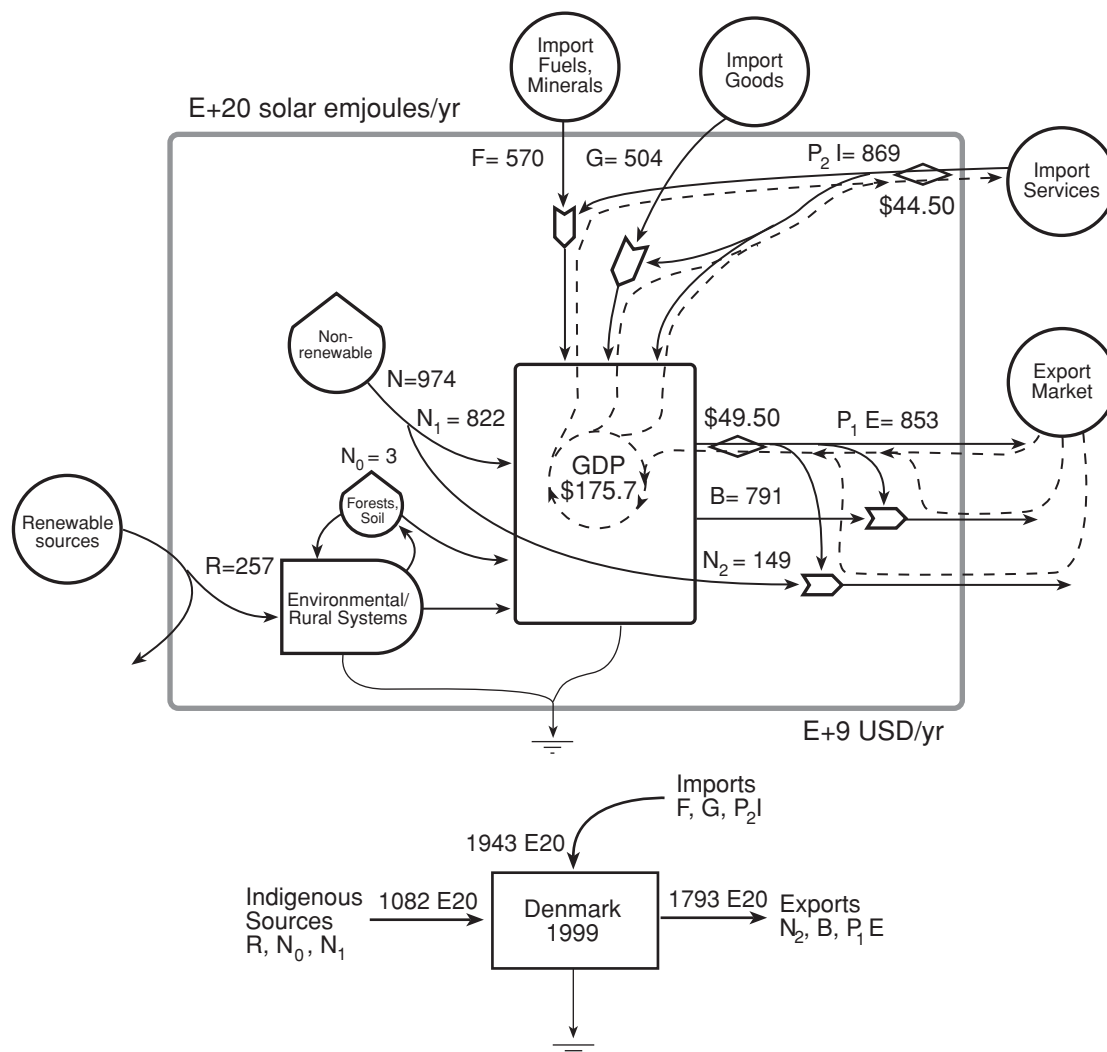 Import
Fuels,
Minerals
Import
Goods
E+20 solar emjoules/yr
F= 570
G= 504
P₂ I= 869
Import
Services
$44.50
Non-
renewable
N=974
N₁ = 822
N₀ = 3
Forests,
Soil
Renewable
sources
R=257
Environmental/
Rural Systems
GDP
$175.7
$49.50
P₁ E= 853
Export
Market
B= 791
N₂ = 149
E+9 USD/yr
Imports
F, G, P₂I
1943 E20
Indigenous
Sources
R, N₀, N₁
1082 E20
Denmark
1999
1793 E20
Exports
N₂, B, P₁E